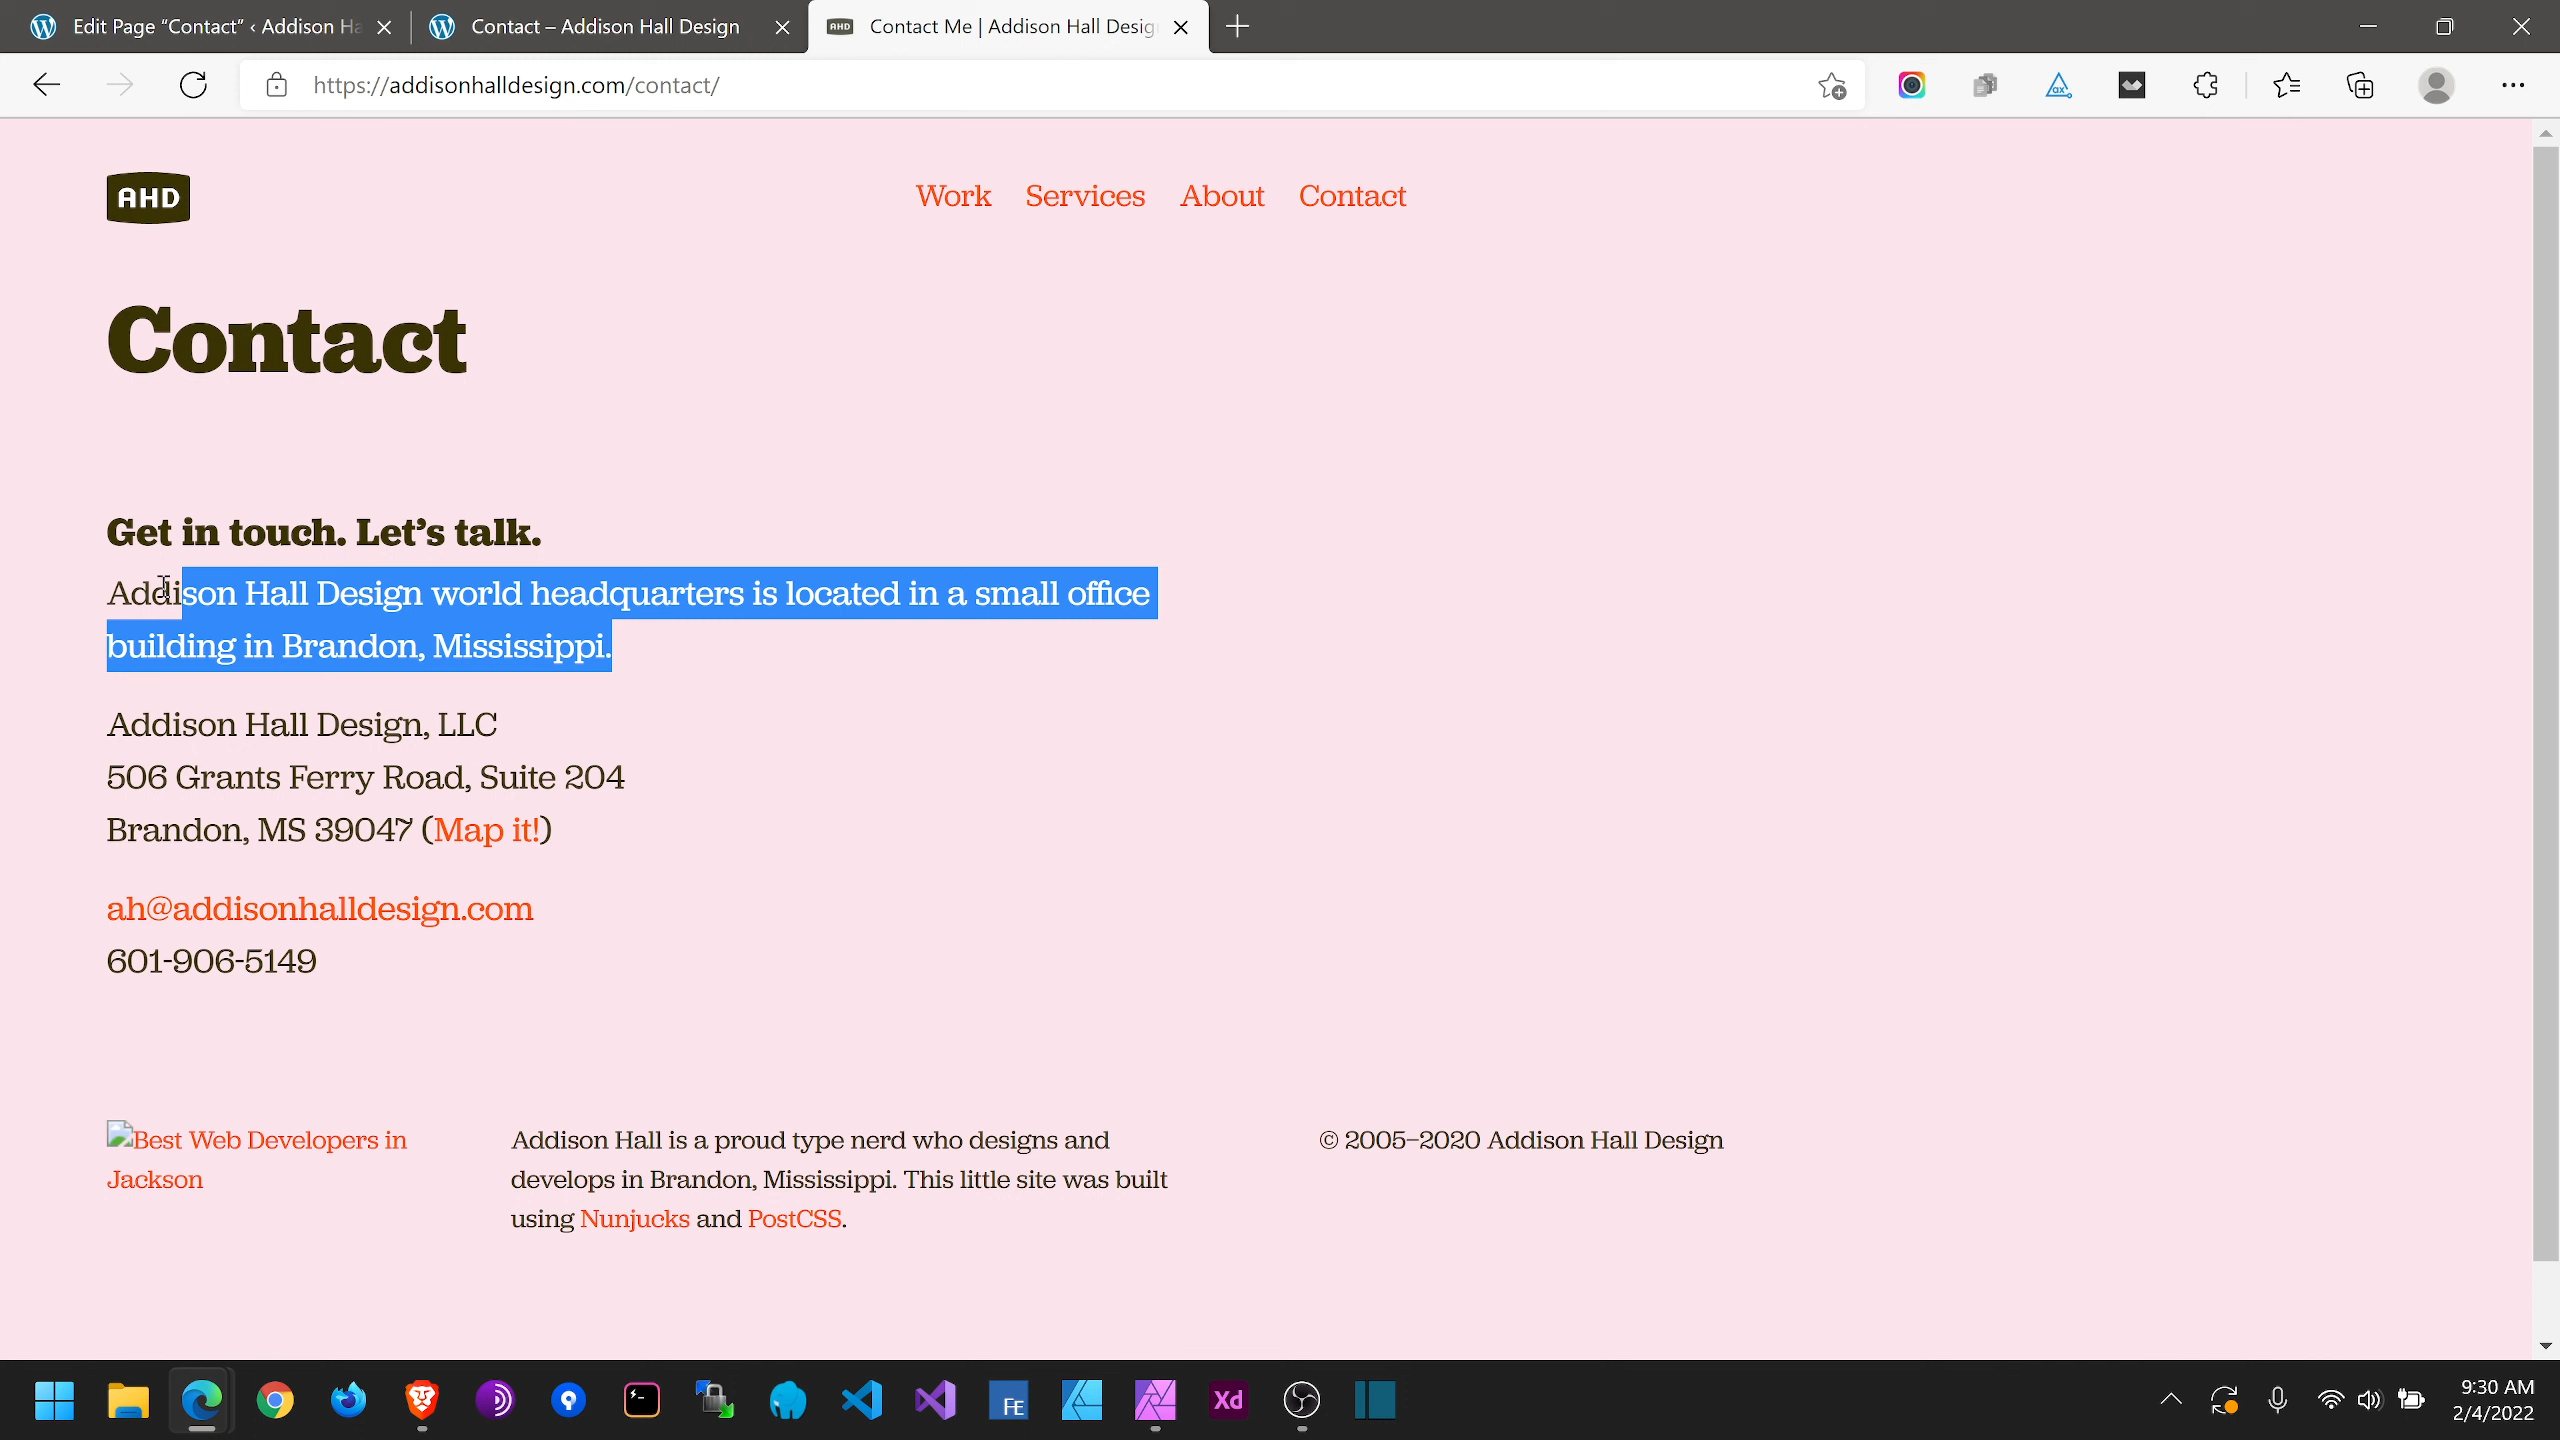 Edit Page “Contact” ‹ Addison Ha
Contact – Addison Hall Design
AHD
Contact Me | Addison Hall Desig
https://addisonhalldesign.com/contact/
AHD
Work
Services
About
Contact
Contact
Get in touch. Let’s talk.
Addison Hall Design world headquarters is located in a small office
building in Brandon, Mississippi.
Addison Hall Design, LLC
506 Grants Ferry Road, Suite 204
Brandon, MS 39047 (Map it!)
ah@addisonhalldesign.com
601-906-5149
Best Web Developers in
Jackson
Addison Hall is a proud type nerd who designs and
develops in Brandon, Mississippi. This little site was built
using Nunjucks and PostCSS.
© 2005–2020 Addison Hall Design
FE
Xd
9:30 AM
2/4/2022